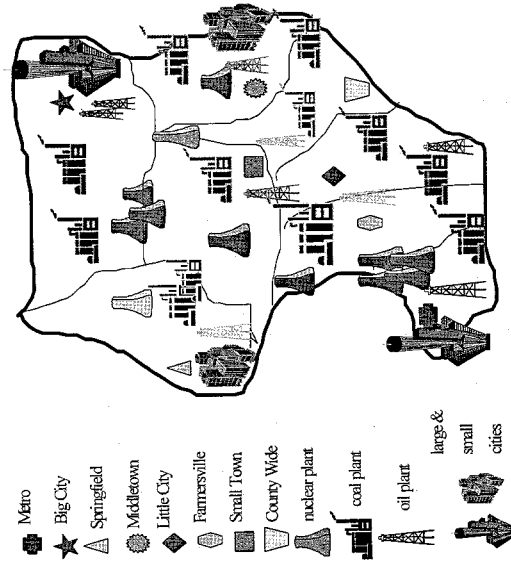 Metro
Big City
Springfield
Middletown
Little City
Farmersville
Small Town
County Wide
nuclear plant
coal plant
oil plant
large &
small
cities